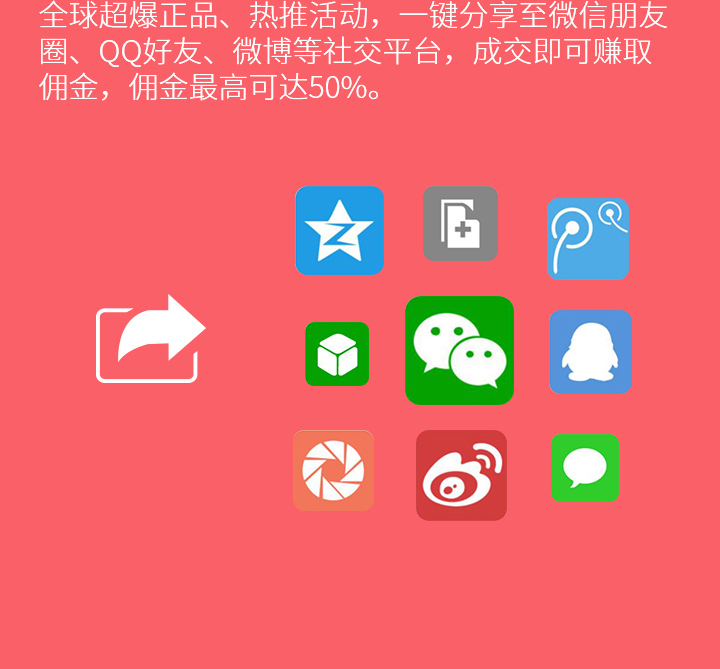 全球超爆正品、热推活动，一键分享至微信朋友
圈、QQ好友、微博等社交平台，成交即可赚取
佣金，佣金最高可达50%。